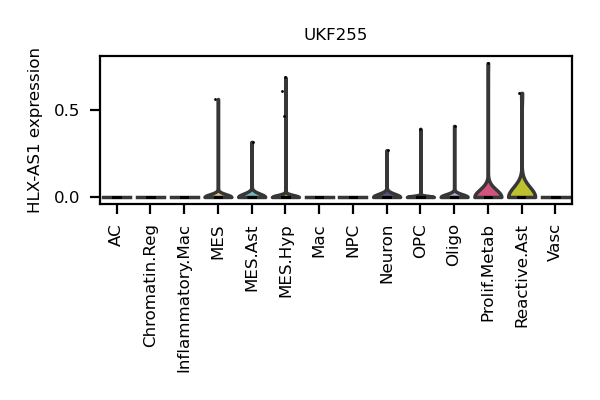 UKF255
HLX-AS1 expression
0.5
0.0
AC
Chromatin.Reg
Inflammatory.Mac
MES
MES.Ast
MES.Hyp
Mac
NPC
Neuron
OPC
Oligo
Prolif.Metab
Reactive.Ast
Vasc